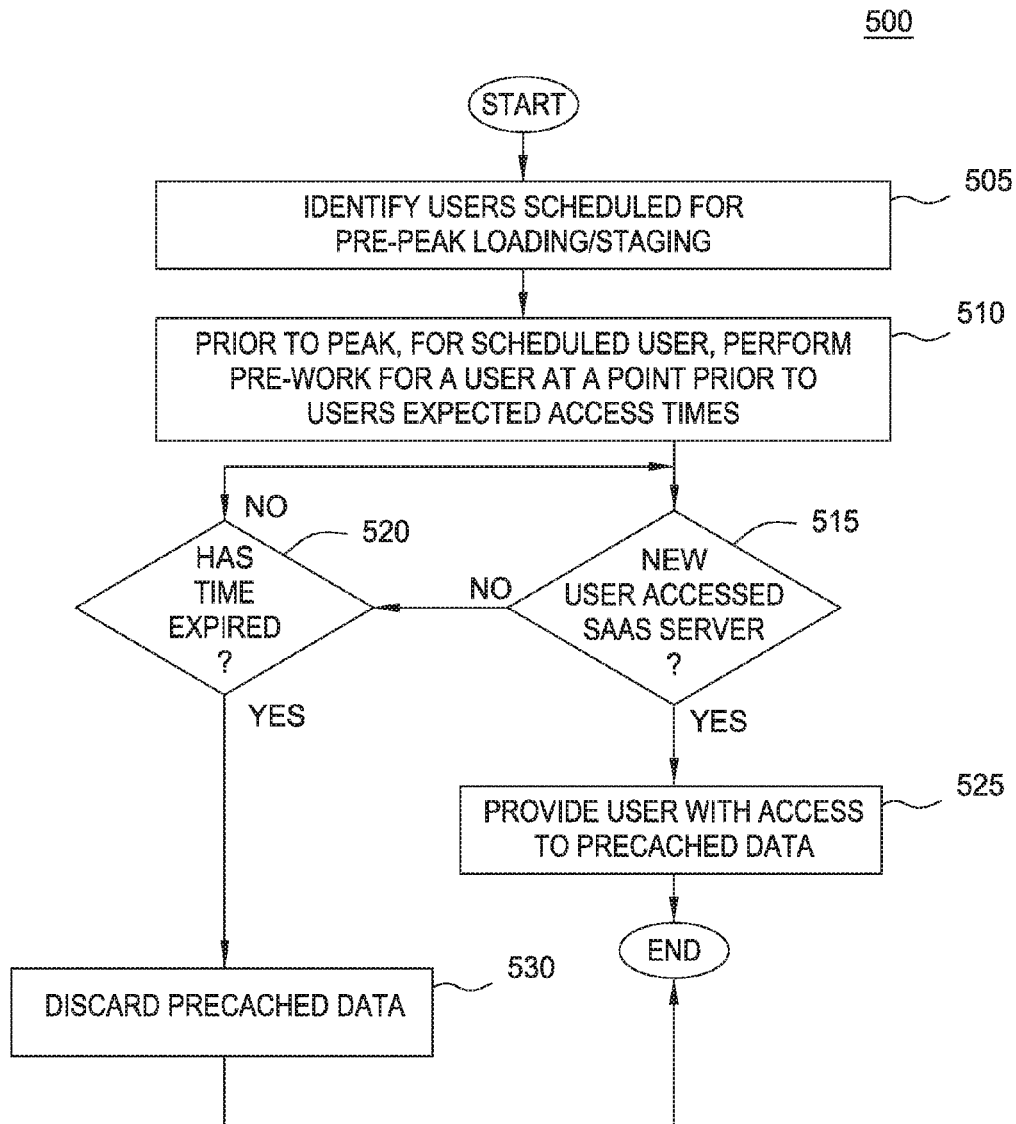 500
START
505
IDENTIFY USERS SCHEDULED FOR
PRE-PEAK LOADING/STAGING
510
PRIOR TO PEAK, FOR SCHEDULED USER, PERFORM
PRE-WORK FOR A USER AT A POINT PRIOR TO
USERS EXPECTED ACCESS TIMES
NO
520
515
HAS
TIME
EXPIRED
?
NO
NEW
USER ACCESSED
SAAS SERVER
?
YES
YES
525
PROVIDE USER WITH ACCESS
TO PRECACHED DATA
END
530
DISCARD PRECACHED DATA